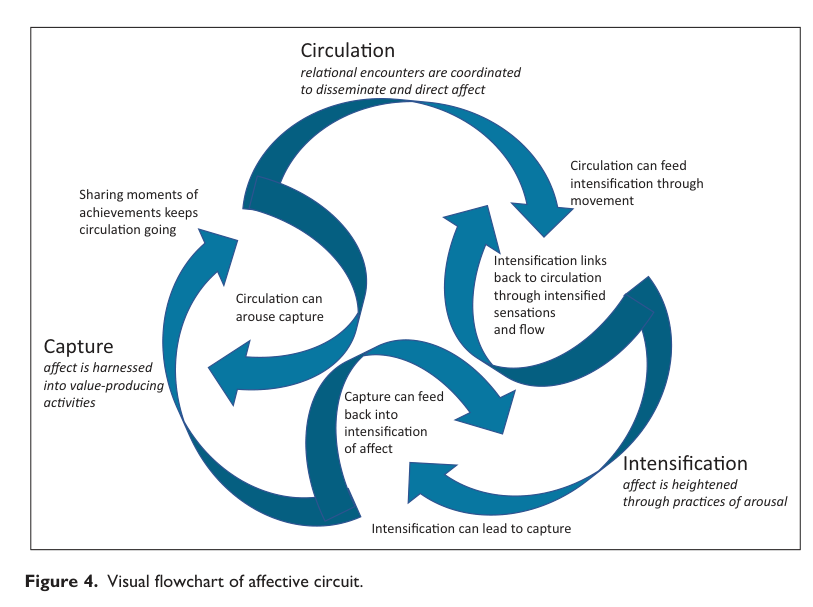 Circulation
relational encounters are coordinated
to disseminate and direct affect
Circulation can feed
intensification through
movement
Sharing moments of
achievements keeps
circulation going
Intensification links
back to circulation
through intensified
sensations
and flow
Circulation can
arouse capture
Capture
affect is harnessed
into value-producing
activities
Capture can feed
back into
intensification
of affect
Intensification
affect is heightened
through practices of arousal
Intensification can lead to capture
Figure 4. Visual flowchart of affective circuit.